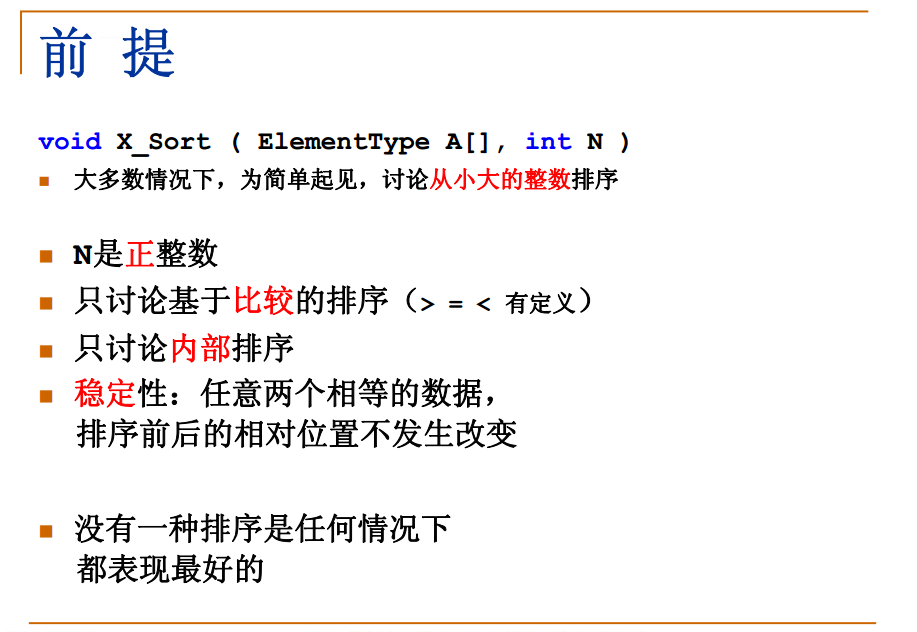 前 提
void X_Sort ( ElementType A[], int N )
大多数情况下，为简单起见，讨论从小大的整数排序
N是正整数
只讨论基于比较的排序（> = < 有定义）
只讨论内部排序
稳定性：任意两个相等的数据，
排序前后的相对位置不发生改变
没有一种排序是任何情况下
都表现最好的